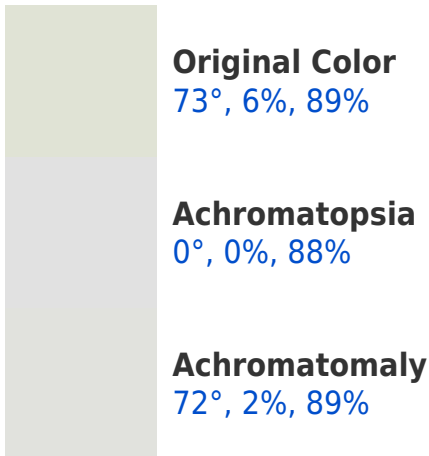 Original Color
73°, 6%, 89%
Achromatopsia
0°, 0%, 88%
Achromatomaly
72°, 2%, 89%